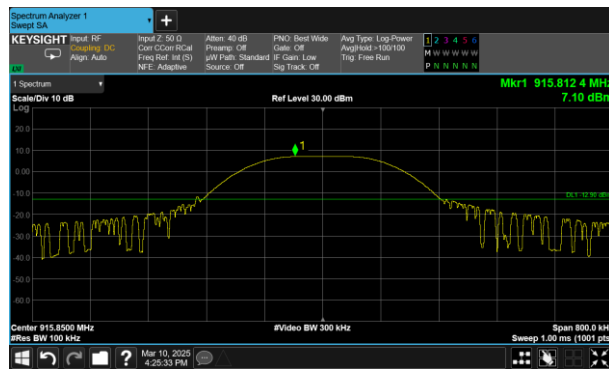 Spectrum Analyzer 1
Swept SA
KEYSIGHT
Input: RF
Coupling: DC
Align: Auto
Input Z: 50 Ω
Corr CCorr RCal
Freq Ref: Int (S)
NFE: Adaptive
Atten: 40 dB
Preamp: Off
µW Path: Standard
Source: Off
PNO: Best Wide
Gate: Off
IF Gain: Low
Sig Track: Off
Avg Type: Log-Power
Avg|Hold:>100/100
Trig: Free Run
1 2 3 4 5 6
M W W W W W
P N N N N N
1 Spectrum
Scale/Div 10 dB
Log
Ref Level 30.00 dBm
Mkr1 915.812 4 MHz
7.10 dBm
20.0
10.0
0.00
-10.0
-20.0
-30.0
-40.0
-50.0
-60.0
1
DL1 -12.90 dBm
Center 915.8500 MHz
#Res BW 100 kHz
#Video BW 300 kHz
Span 800.0 kH
Sweep 1.00 ms (1001 pts
Mar 10, 2025
4:25:33 PM
?